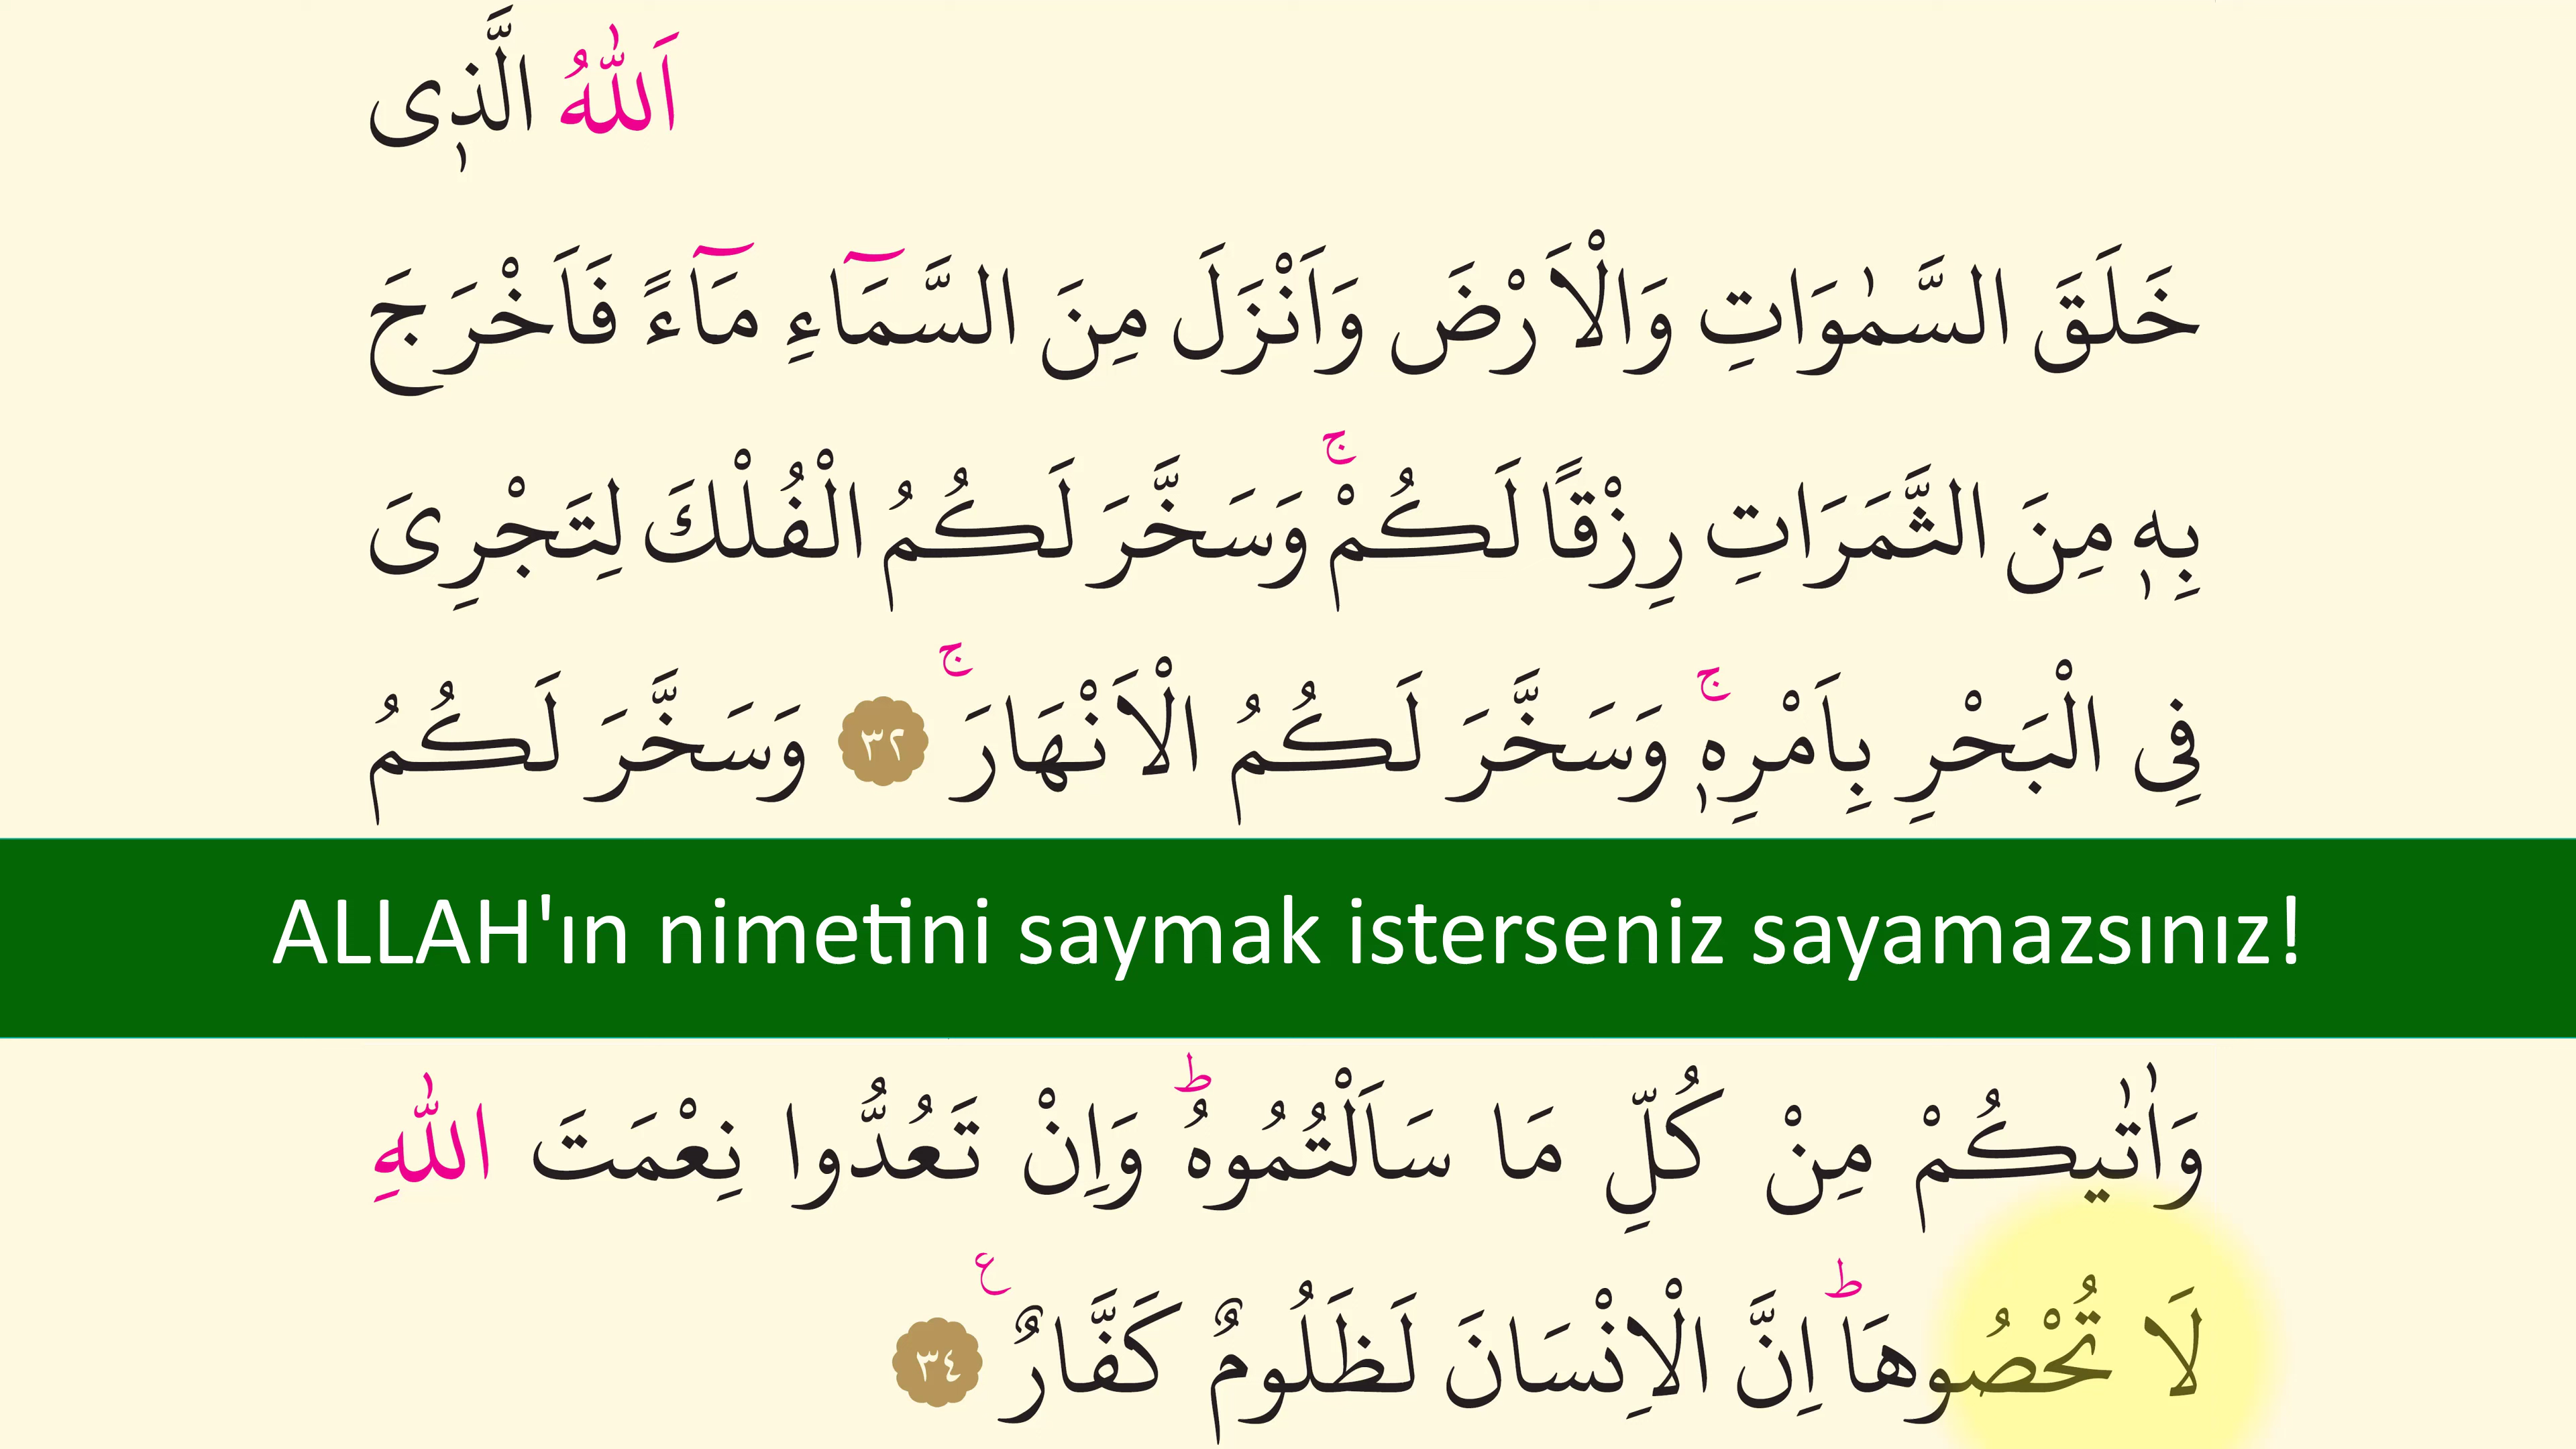 اَللّٰهُ الَّذٖى
خَلَقَ السَّمٰوَاتِ وَالْاَرْضَ وَاَنْزَلَ مِنَ السَّمَٓاءِ مَٓاءً فَاَخْرَجَ
بِهٖ مِنَ الثَّمَرَاتِ رِزْقًا لَكُمْۚ وَسَخَّرَ لَكُمُ الْفُلْكَ لِتَجْرِىَ
فِى الْبَحْرِ بِاَمْرِهٖۚ وَسَخَّرَ لَكُمُ الْاَنْهَارَۚ ٣٢ وَسَخَّرَ لَكُمُ
ALLAH'ın nimetini saymak isterseniz sayamazsınız!
وَاٰتٰيكُمْ مِنْ كُلِّ مَا سَاَلْتُمُوهُؕ وَاِنْ تَعُدُّوا نِعْمَتَ اللّٰهِ
لَا تُحْصُوهَاؕ اِنَّ الْاِنْسَانَ لَظَلُومٌ كَفَّارٌࣖ ٣٤